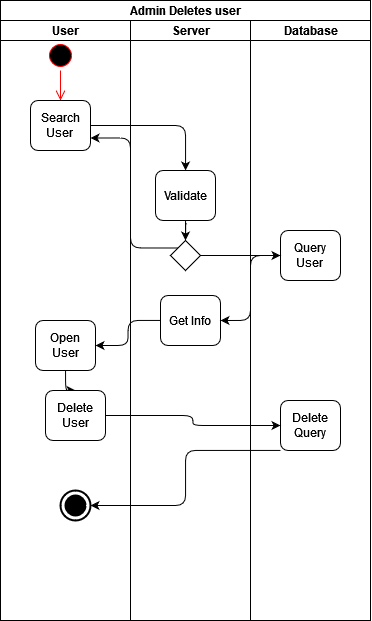 Admin Deletes user
User
Server
Database
Search
User
Validate
Query
User
Get Info
Open
User
Delete
User
Delete
Query